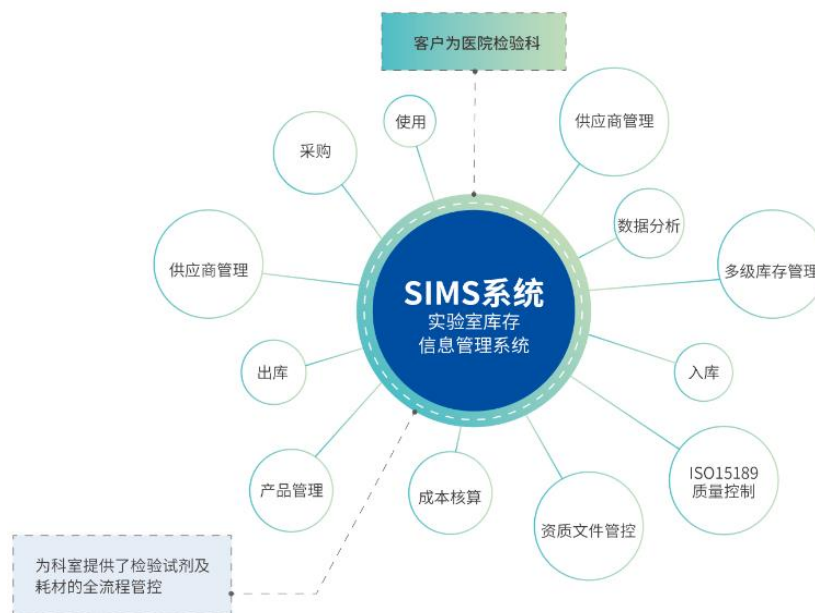 客户为医院检验科
使用
供应商管理
采购
数据分析
供应商管理
多级库存管理
SIMS系统
实验室库存
信息管理系统
出库
入库
ISO15189
质量控制
产品管理
成本核算
资质文件管控
为科室提供了检验试剂及
耗材的全流程管控